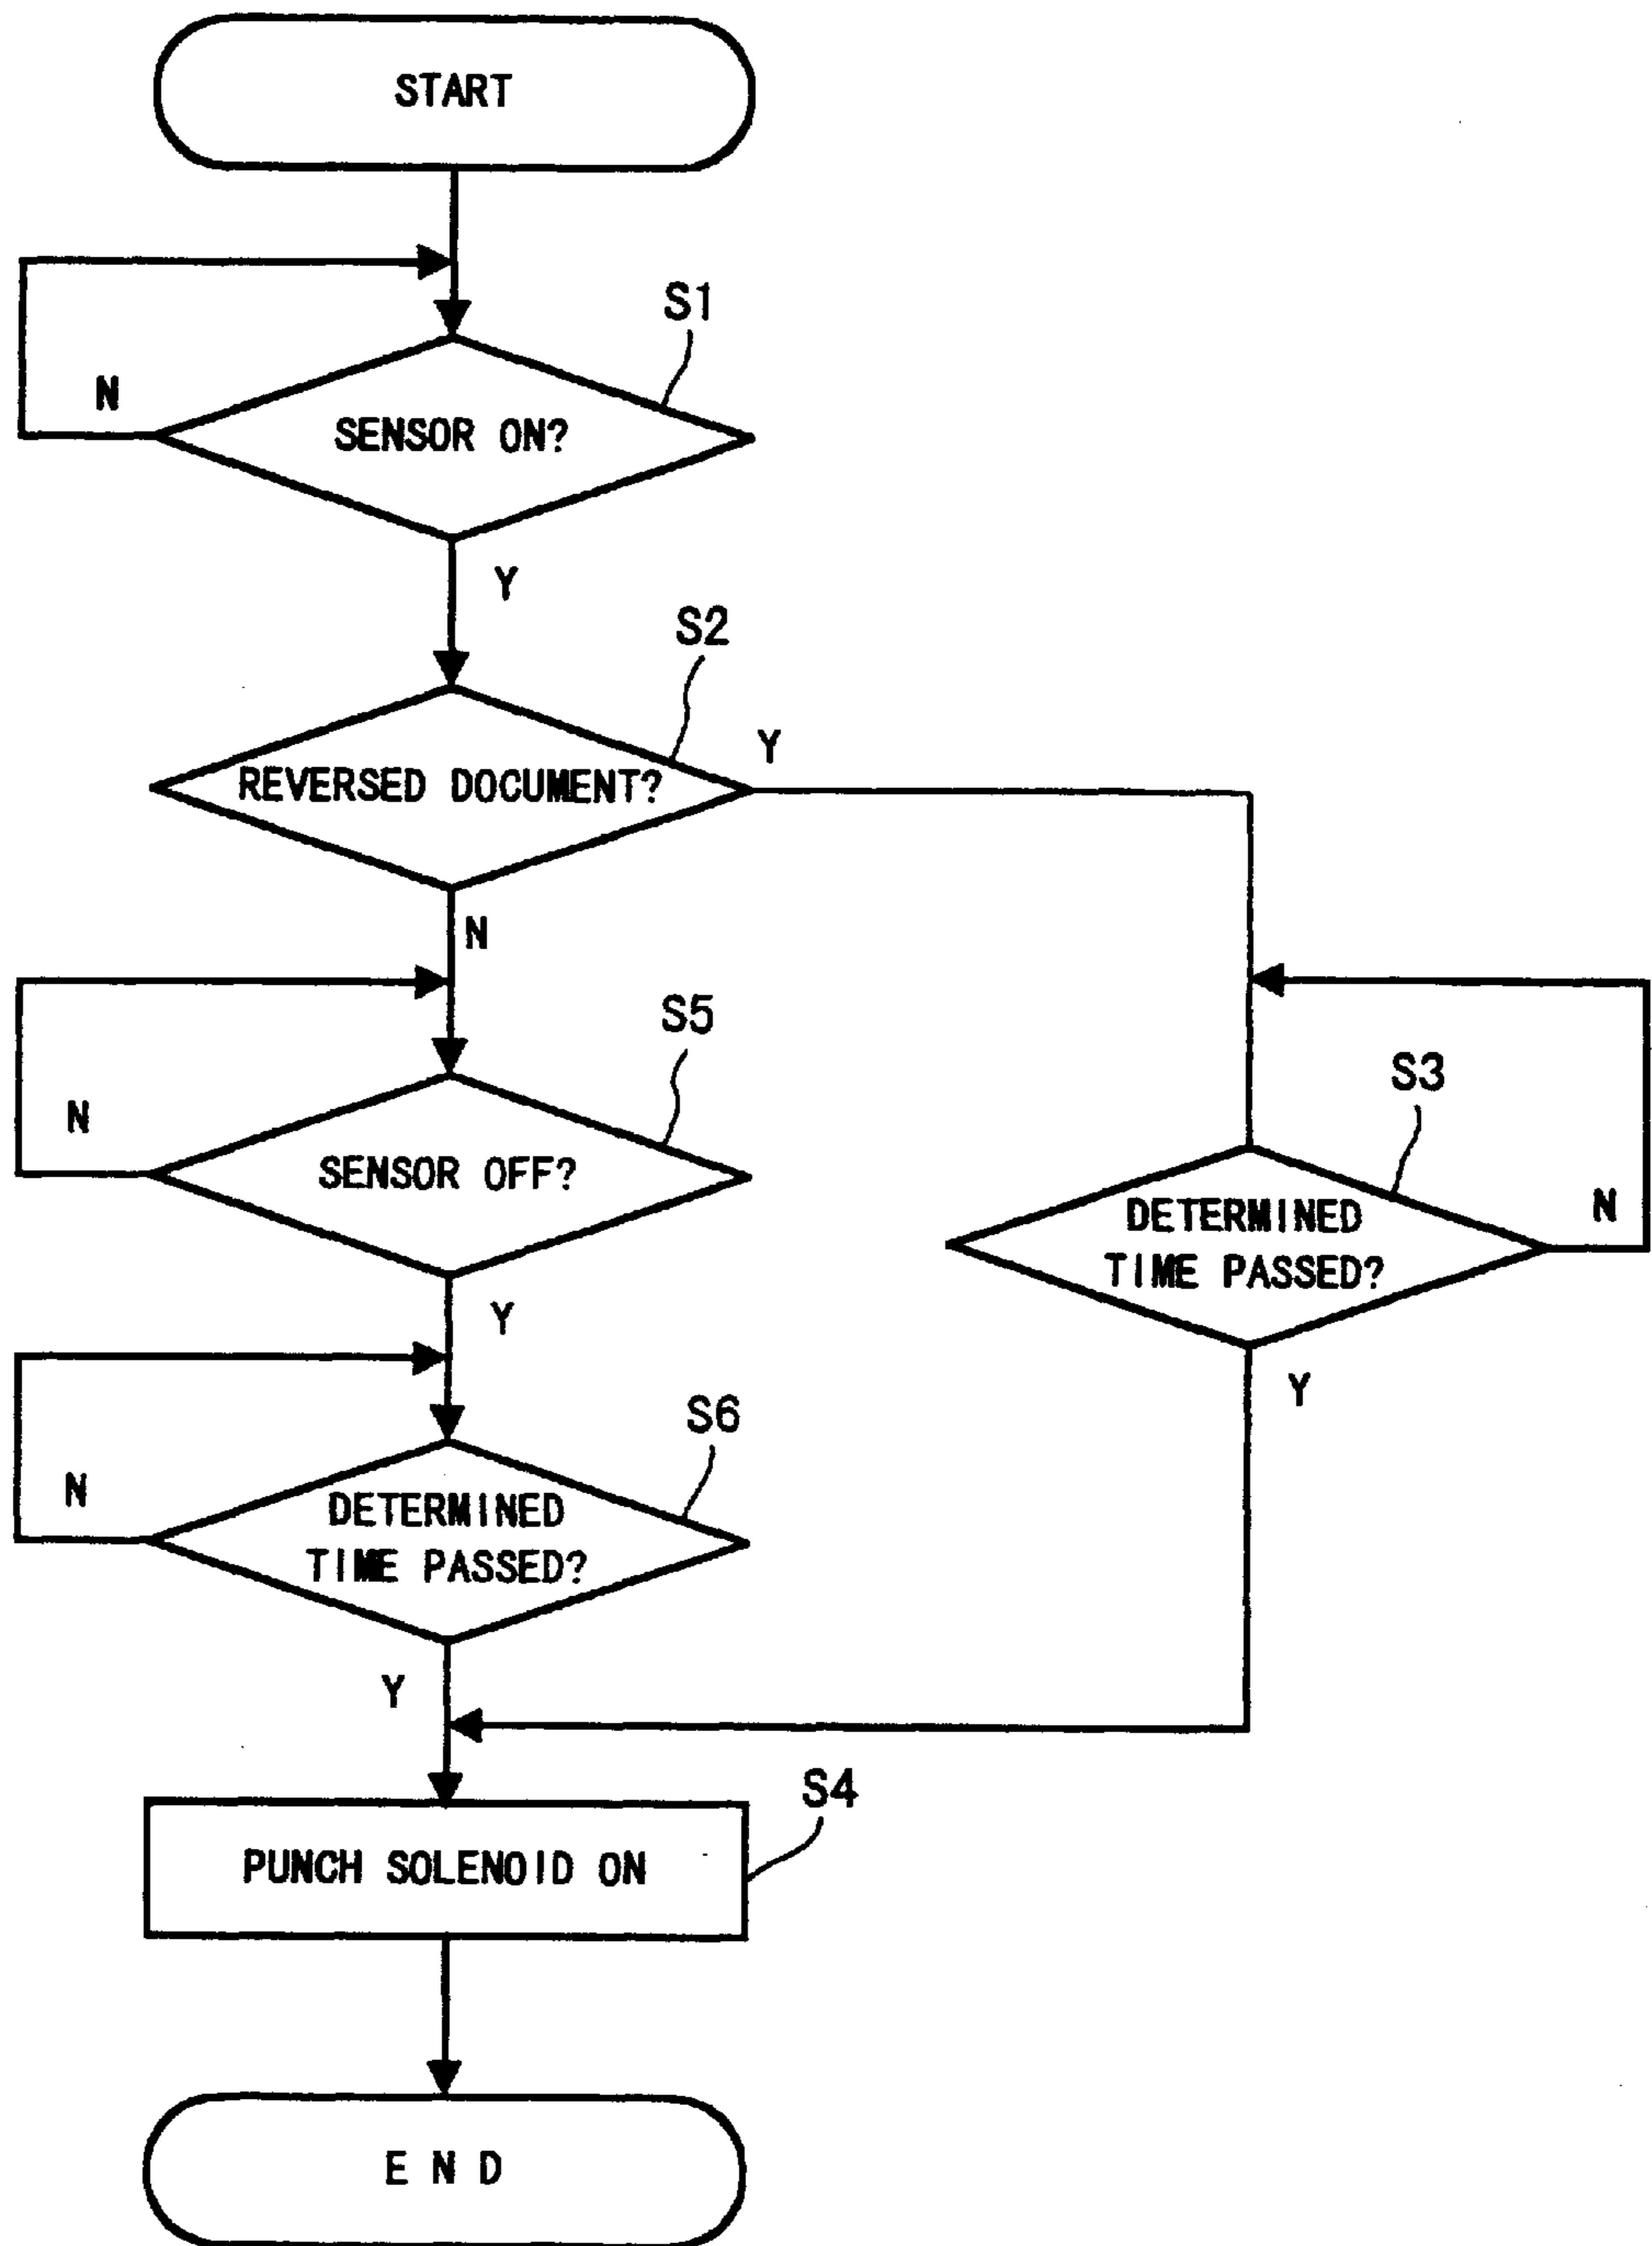 START
S1
N
SENSOR ON?
Y
S2
Y
REVERSED DOCUMENT?
N
S5
N
SENSOR OFF?
S3
DETERMINED
TIME PASSED?
N
Y
Y
S6
N
DETERMINED
TIME PASSED?
Y
S4
PUNCH SOLENOID ON
END